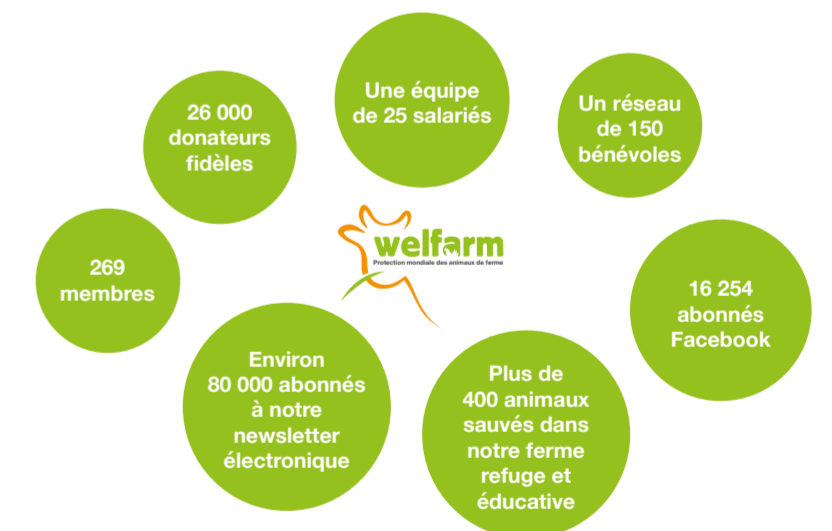 Une équipe
de 25 salariés
26 000
donateurs
fidèles
Un réseau
de 150
bénévoles
welfarm
Protection mondiale des animaux de ferme
269
membres
16 254
abonnés
Facebook
Environ
80 000 abonnés
à notre
newsletter
électronique
Plus de
400 animaux
sauvés dans
notre ferme
refuge et
éducative